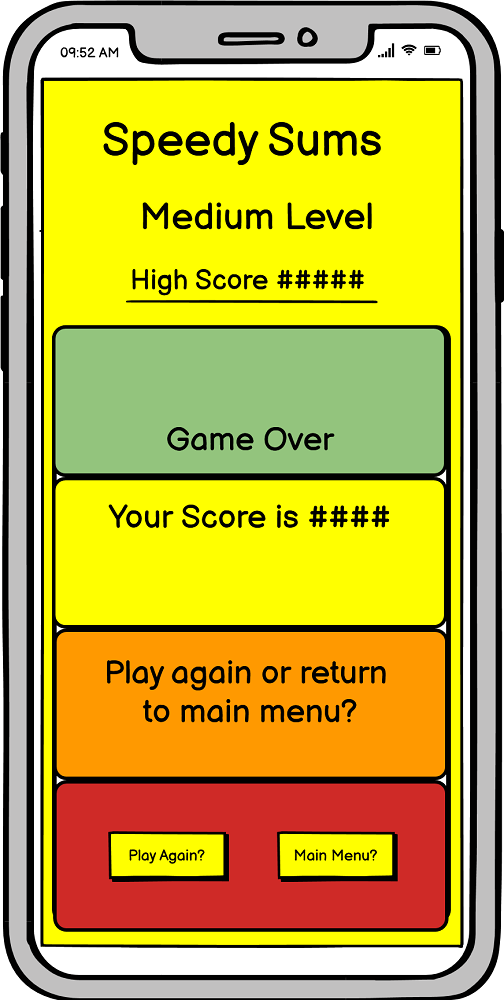 09:52 AM
Speedy Sums
Medium Level
High Score #####
Game Over
Your Score is ####
Play again or return
to main menu?
Play Again?
Main Menu?